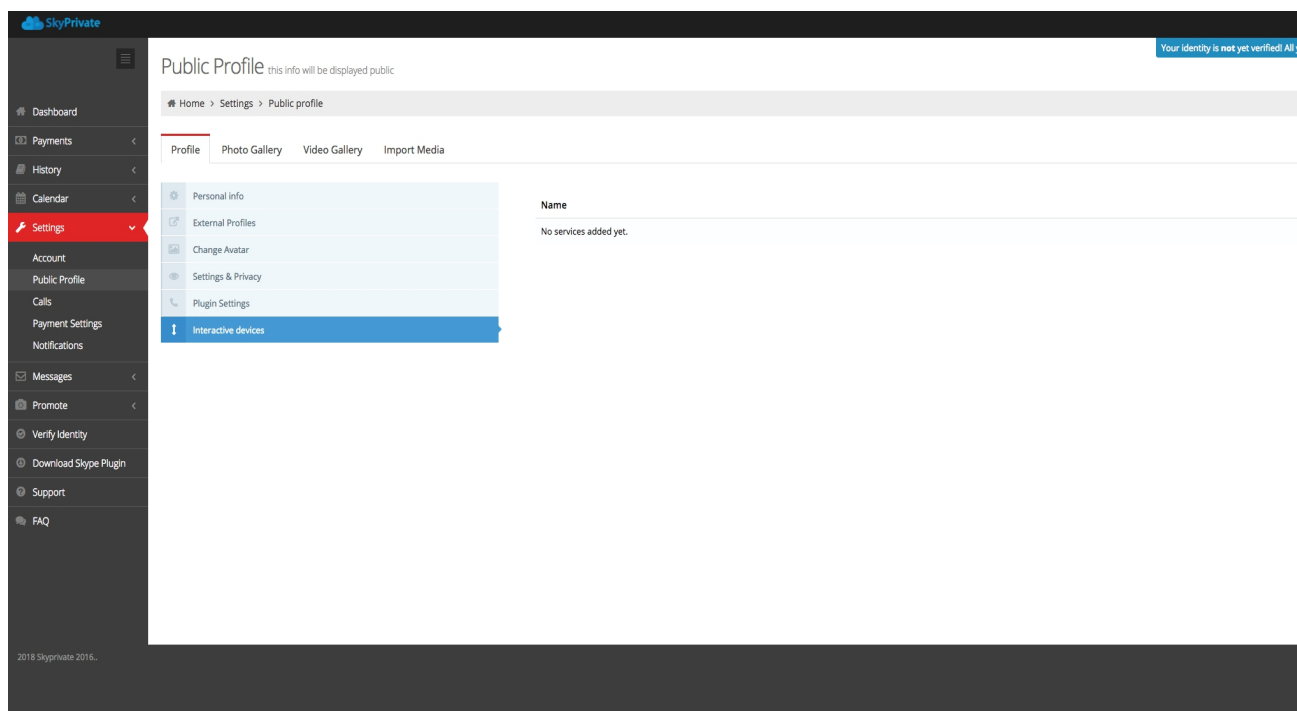 SkyPrivate
Your identity is not yet verified! All
Public Profile this info will be displayed public
Home > Settings > Public profile
Profile Photo Gallery Video Gallery Import Media
Dashboard
Payments
History
Calendar
Settings
Account
Public Profile
Calls
Payment Settings
Notifications
Messages
Promote
Verify Identity
Download Skype Plugin
Support
FAQ
Personal info
External Profiles
Change Avatar
Settings & Privacy
Plugin Settings
Interactive devices
Name
No services added yet.
2018 Skyprivate 2016..